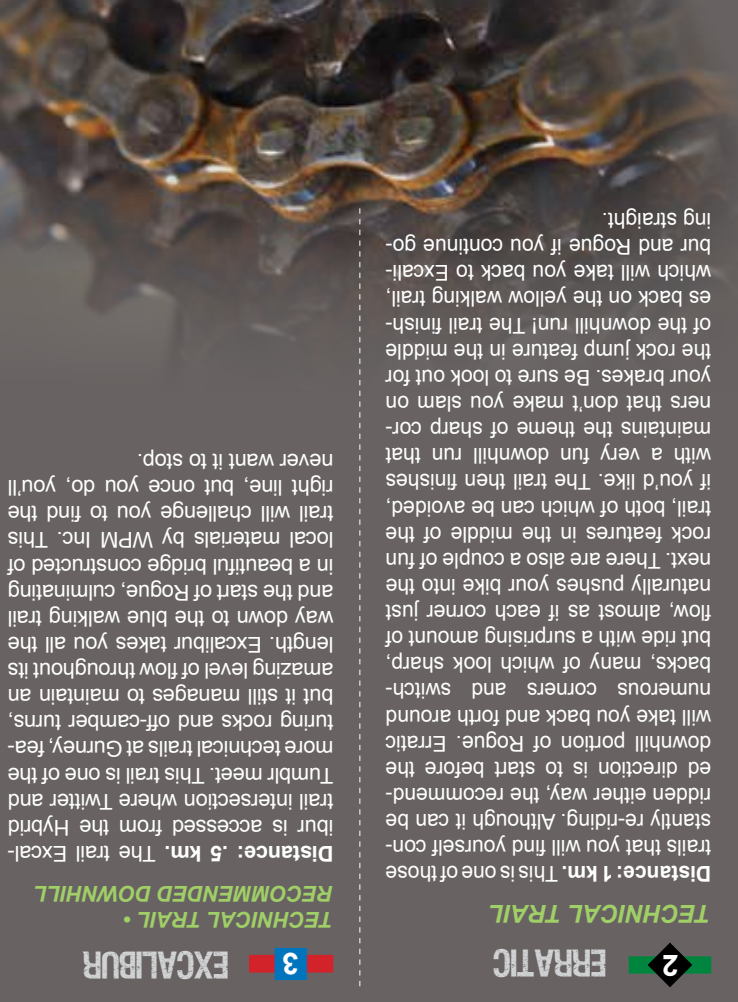 2 ERRATIC
TECHNICAL TRAIL
Distance: 1 km. This is one of those
trails that you will find yourself con-
stantly re-riding. Although it can be
ridden either way, the recommend-
ed direction is to start before the
downhill portion of Rogue. Erratic
will take you back and forth around
numerous corners and switch-
backs, many of which look sharp,
but ride with a surprising amount of
flow, almost as if each corner just
naturally pushes your bike into the
next. There are also a couple of fun
rock features in the middle of the
trail, both of which can be avoided,
if you’d like. The trail then finishes
with a very fun downhill run that
maintains the theme of sharp cor-
ners that don’t make you slam on
your brakes. Be sure to look out for
the rock jump feature in the middle
of the downhill run! The trail finish-
es back on the yellow walking trail,
which will take you back to Excali-
bur and Rogue if you continue go-
ing straight.
3 EXCALIBUR
TECHNICAL TRAIL •
RECOMMENDED DOWNHILL
Distance: .5 km. The trail Excal-
ibur is accessed from the Hybrid
trail intersection where Twitter and
Tumblr meet. This trail is one of the
more technical trails at Gurney, fea-
turing rocks and off-camber turns,
but it still manages to maintain an
amazing level of flow throughout its
length. Excalibur takes you all the
way down to the blue walking trail
and the start of Rogue, culminating
in a beautiful bridge constructed of
local materials by WPM Inc. This
trail will challenge you to find the
right line, but once you do, you’ll
never want it to stop.